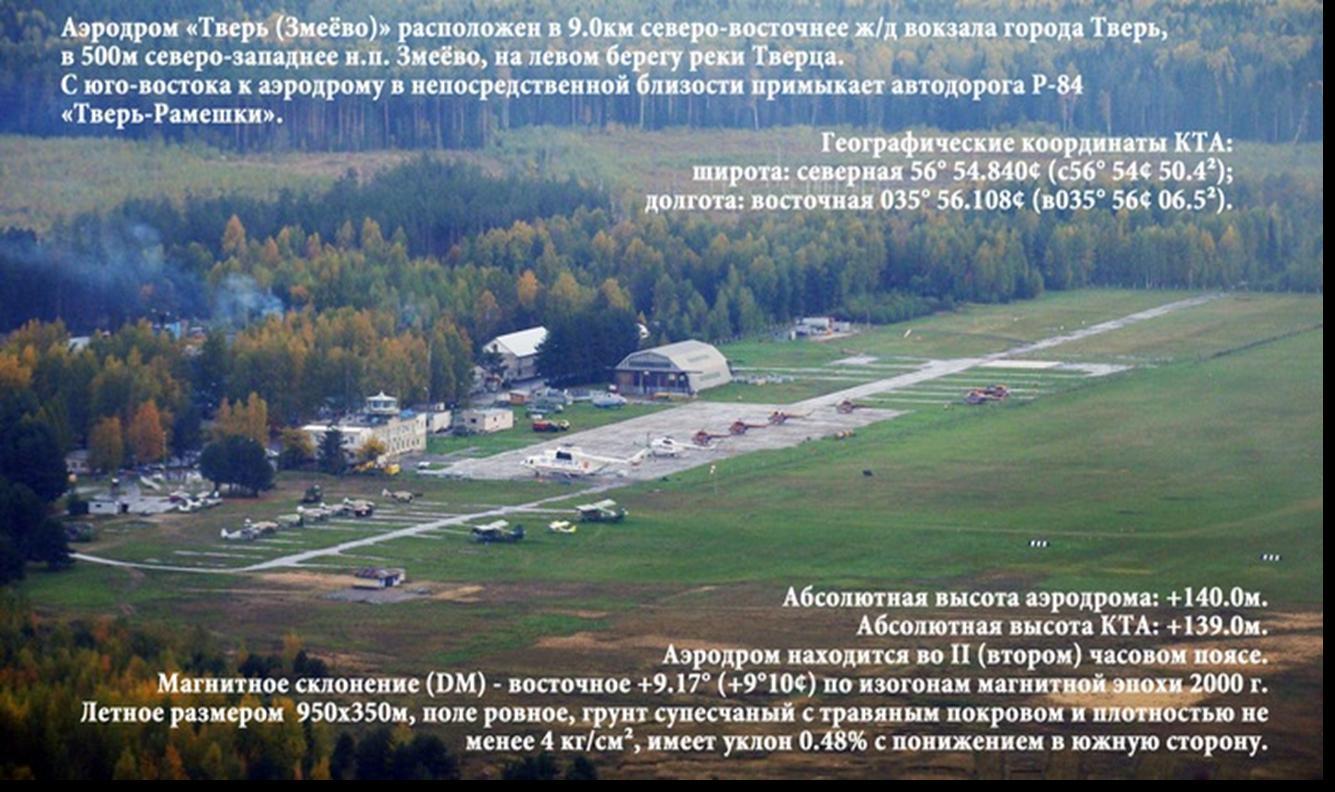 Аэродром «Тверь (Змеёво)» расположен в 9.0км северо-восточнее ж/д вокзала города Тверь,
в 500м северо-западнее н.п. Змеёво, на левом берегу реки Тверца.
С юго-востока к аэродрому в непосредственной близости примыкает автодорога Р-84
«Тверь-Рамешки».
Географические координаты КТА:
широта: северная 56° 54.840¢ (с56° 54¢ 50.4²);
долгота: восточная 035° 56.108¢ (в035° 56¢ 06.5²).
Абсолютная высота аэродрома: +140.0м.
Абсолютная высота КТА: +139.0м.
Аэродром находится во II (втором) часовом поясе.
Магнитное склонение (DM) - восточное +9.17° (+9°10¢) по изогонам магнитной эпохи 2000 г.
Летное размером 950х350м, поле ровное, грунт супесчаный с травяным покровом и плотностью не
менее 4 кг/см², имеет уклон 0.48% с понижением в южную сторону.